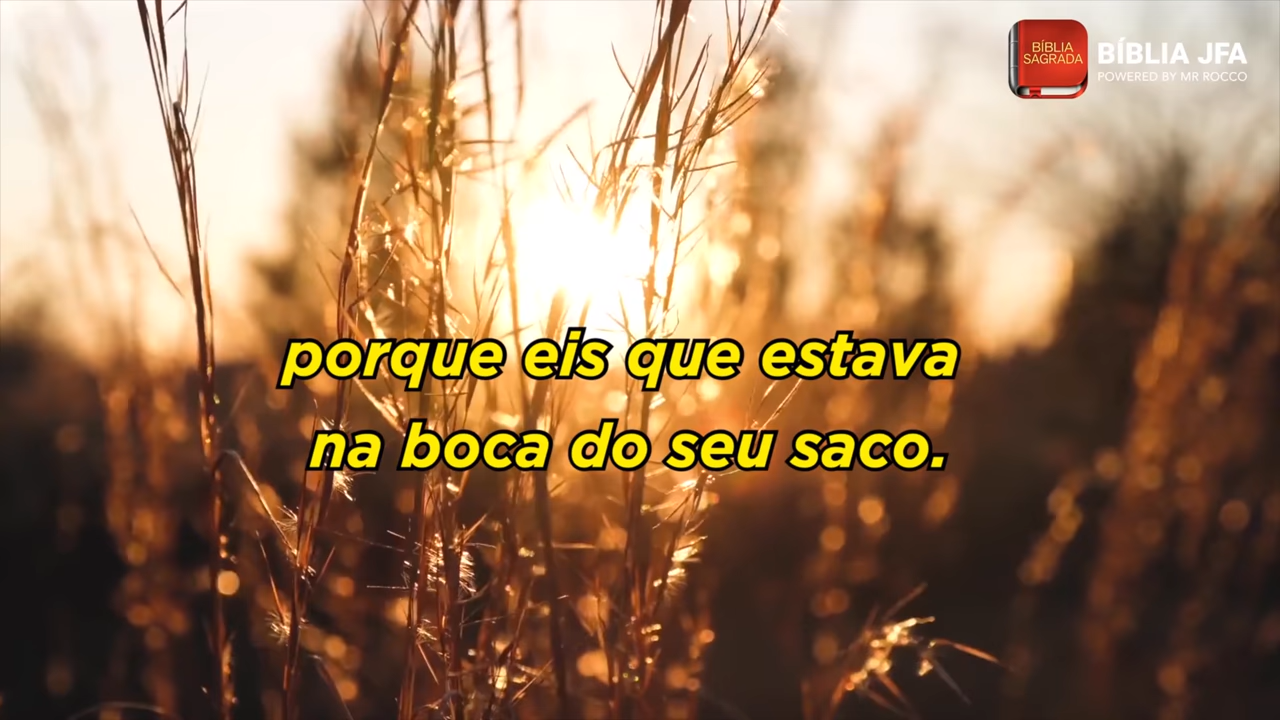 BÍBLIA
SAGRADA
BÍBLIA JFA
POWERED BY MR ROCCO
porque eis que estava
na boca do seu saco.